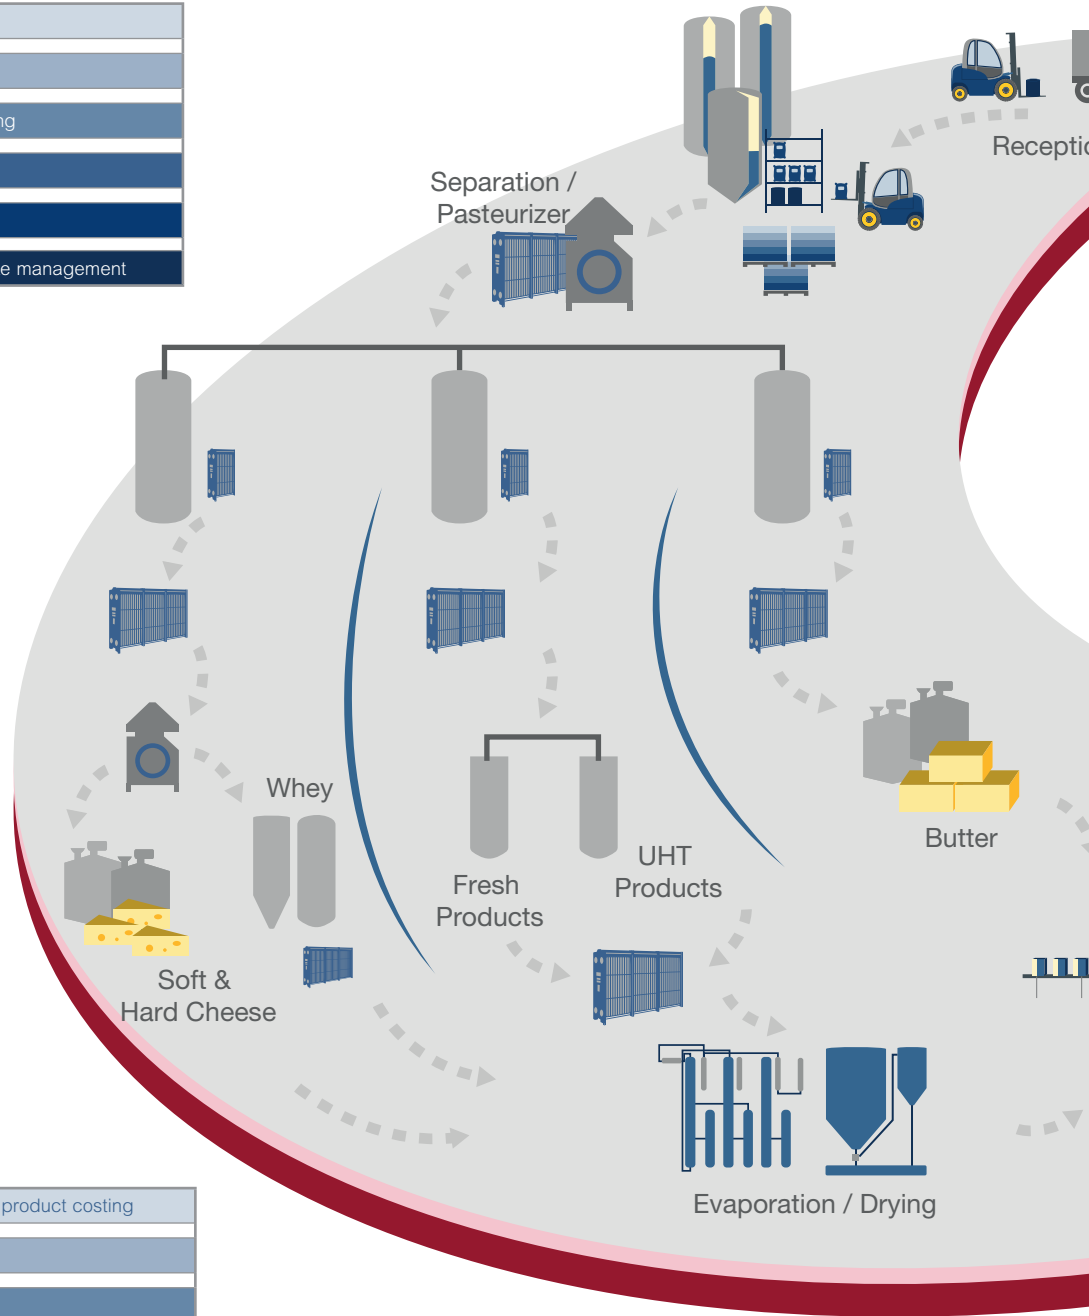 ng
e management
Receptio
Separation /
Pasteurizer
Whey
Butter
UHT
Products
Fresh
Products
Soft &
Hard Cheese
Evaporation / Drying
product costing